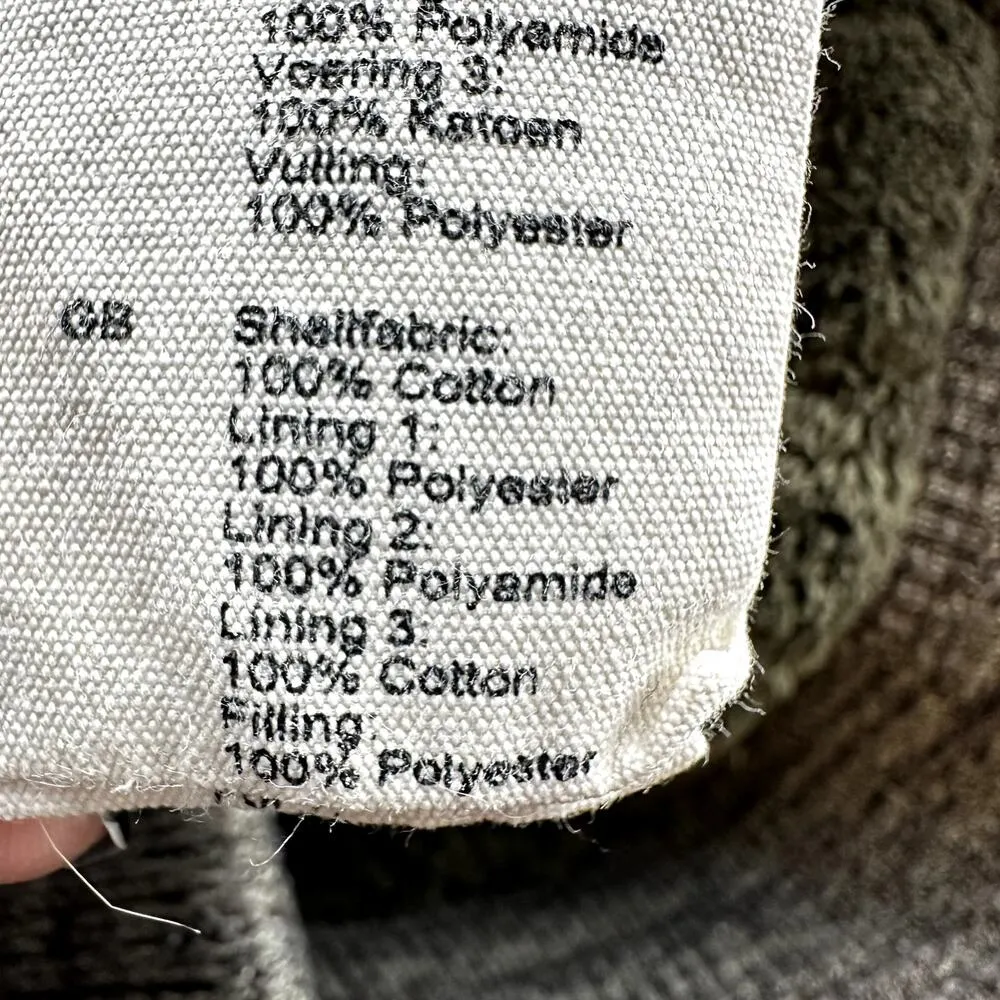 100% Polyamide
Voering 3:
100% Katoen
Vulling:
100% Polyester
GB Shellfabric:
100% Cotton
Lining 1:
100% Polyester
Lining 2:
100% Polyamide
Lining 3:
100% Cotton
Filling:
100% Polyester